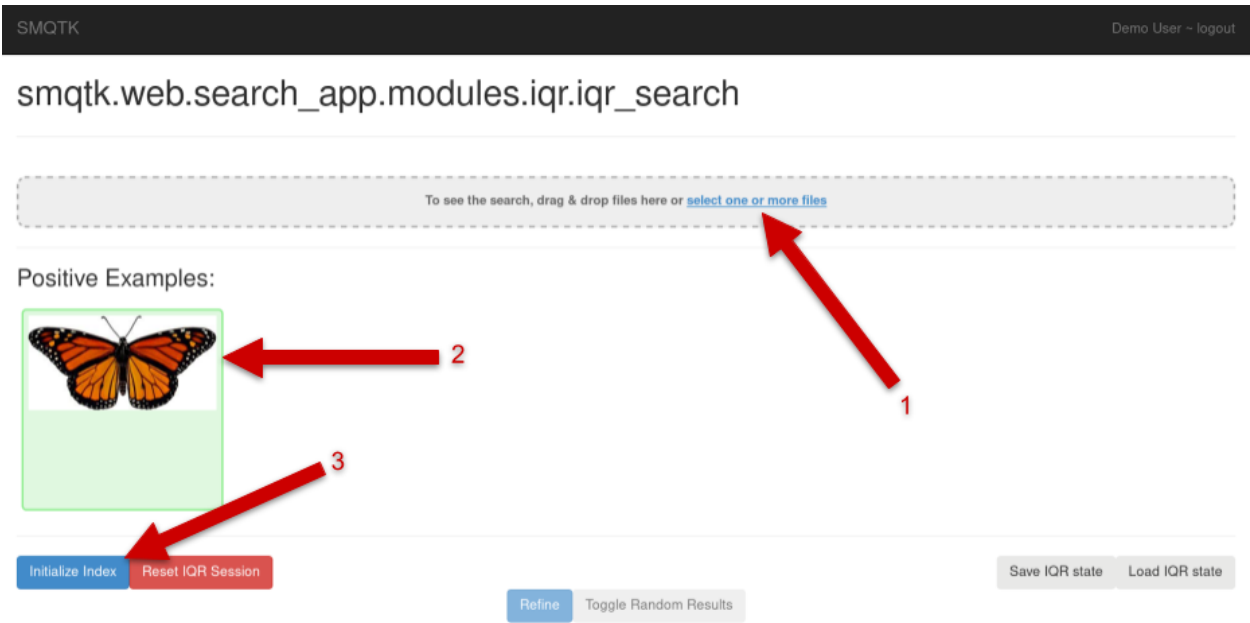 SMQTK
Demo User ~ logout
smqtk.web.search_app.modules.iqr.iqr_search
To see the search, drag & drop files here or select one or more files
Positive Examples:
2
1
3
Initialize Index
Reset IQR Session
Save IQR state
Load IQR state
Refine
Toggle Random Results